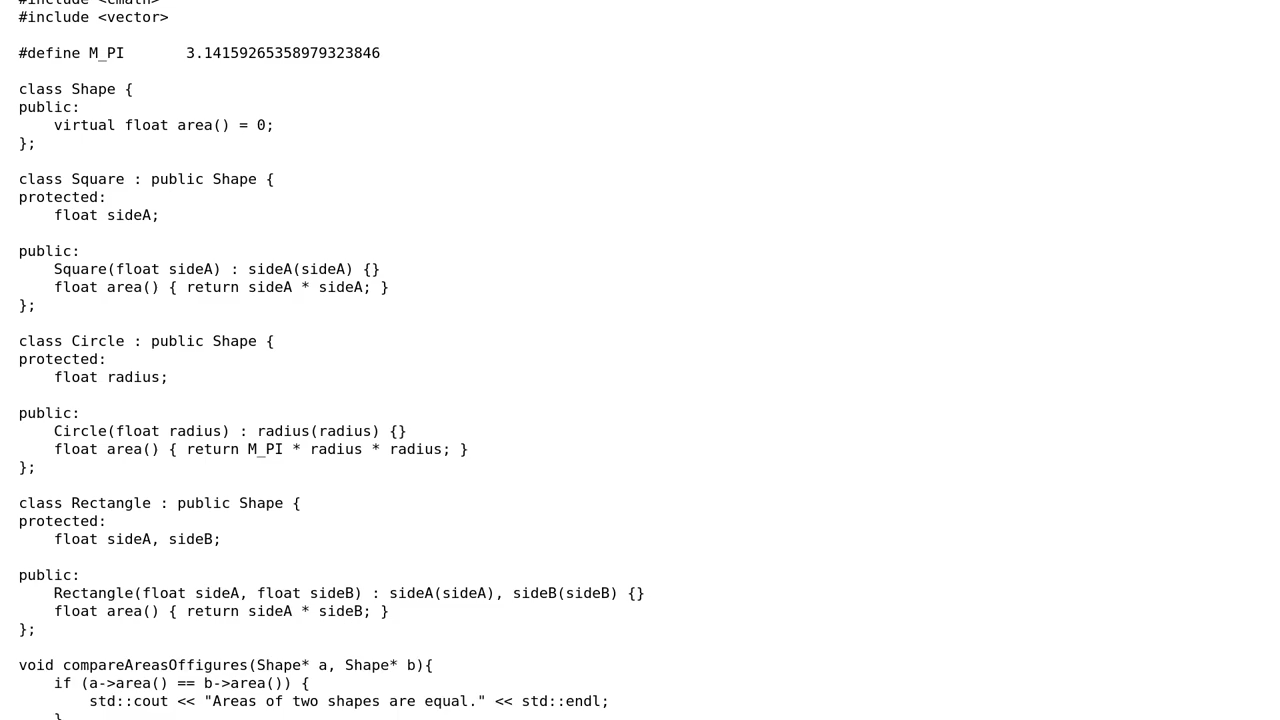 #include <cmath>
#include <vector>

#define M_PI       3.14159265358979323846

class Shape {
public:
    virtual float area() = 0;
};

class Square : public Shape {
protected:
    float sideA;

public:
    Square(float sideA) : sideA(sideA) {}
    float area() { return sideA * sideA; }
};

class Circle : public Shape {
protected:
    float radius;

public:
    Circle(float radius) : radius(radius) {}
    float area() { return M_PI * radius * radius; }
};

class Rectangle : public Shape {
protected:
    float sideA, sideB;

public:
    Rectangle(float sideA, float sideB) : sideA(sideA), sideB(sideB) {}
    float area() { return sideA * sideB; }
};

void compareAreasOffigures(Shape* a, Shape* b){
    if (a->area() == b->area()) {
        std::cout << "Areas of two shapes are equal." << std::endl;
    }